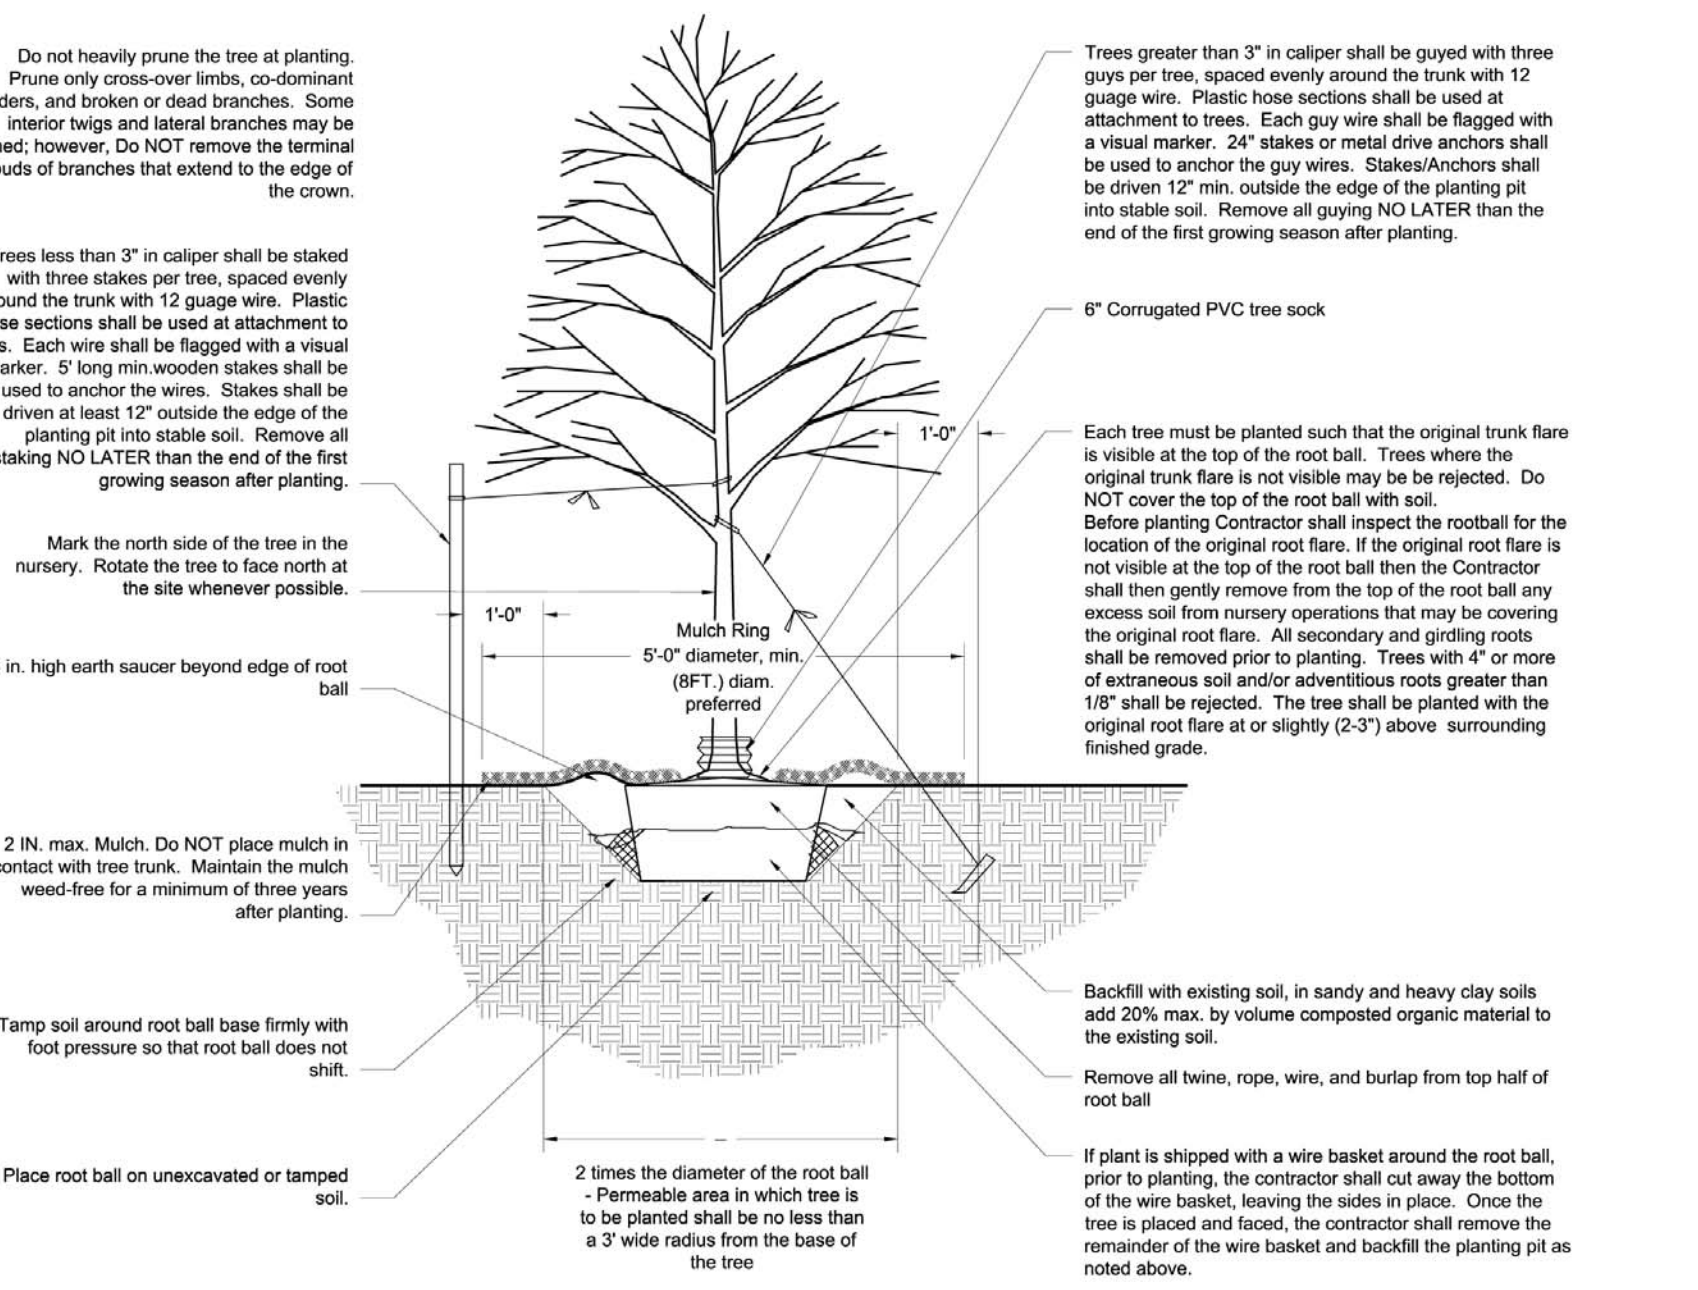 Do not heavily prune the tree at planting.
Prune only cross-over limbs, co-dominant
ders, and broken or dead branches. Some
interior twigs and lateral branches may be
ned; however, Do NOT remove the terminal
buds of branches that extend to the edge of
the crown.
rees less than 3" in caliper shall be staked
with three stakes per tree, spaced evenly
ound the trunk with 12 guage wire. Plastic
se sections shall be used at attachment to
s. Each wire shall be flagged with a visual
arker. 5' long min.wooden stakes shall be
used to anchor the wires. Stakes shall be
driven at least 12" outside the edge of the
planting pit into stable soil. Remove all
staking NO LATER than the end of the first
growing season after planting.
Mark the north side of the tree in the
nursery. Rotate the tree to face north at
the site whenever possible.
in. high earth saucer beyond edge of root
ball
2 IN. max. Mulch. Do NOT place mulch in
contact with tree trunk. Maintain the mulch
weed-free for a minimum of three years
after planting.
Tamp soil around root ball base firmly with
foot pressure so that root ball does not
shift.
Place root ball on unexcavated or tamped
soil.
1'-0"
1'-0"
Mulch Ring
5'-0" diameter, min.
(8FT.) diam.
preferred
2 times the diameter of the root ball
- Permeable area in which tree is
to be planted shall be no less than
a 3' wide radius from the base of
the tree
Trees greater than 3" in caliper shall be guyed with three
guys per tree, spaced evenly around the trunk with 12
guage wire. Plastic hose sections shall be used at
attachment to trees. Each guy wire shall be flagged with
a visual marker. 24" stakes or metal drive anchors shall
be used to anchor the guy wires. Stakes/Anchors shall
be driven 12" min. outside the edge of the planting pit
into stable soil. Remove all guying NO LATER than the
end of the first growing season after planting.
6" Corrugated PVC tree sock
Each tree must be planted such that the original trunk flare
is visible at the top of the root ball. Trees where the
original trunk flare is not visible may be be rejected. Do
NOT cover the top of the root ball with soil.
Before planting Contractor shall inspect the rootball for the
location of the original root flare. If the original root flare is
not visible at the top of the root ball then the Contractor
shall then gently remove from the top of the root ball any
excess soil from nursery operations that may be covering
the original root flare. All secondary and girdling roots
shall be removed prior to planting. Trees with 4" or more
of extraneous soil and/or adventitious roots greater than
1/8" shall be rejected. The tree shall be planted with the
original root flare at or slightly (2-3") above surrounding
finished grade.
Backfill with existing soil, in sandy and heavy clay soils
add 20% max. by volume composted organic material to
the existing soil.
Remove all twine, rope, wire, and burlap from top half of
root ball
If plant is shipped with a wire basket around the root ball,
prior to planting, the contractor shall cut away the bottom
of the wire basket, leaving the sides in place. Once the
tree is placed and faced, the contractor shall remove the
remainder of the wire basket and backfill the planting pit as
noted above.